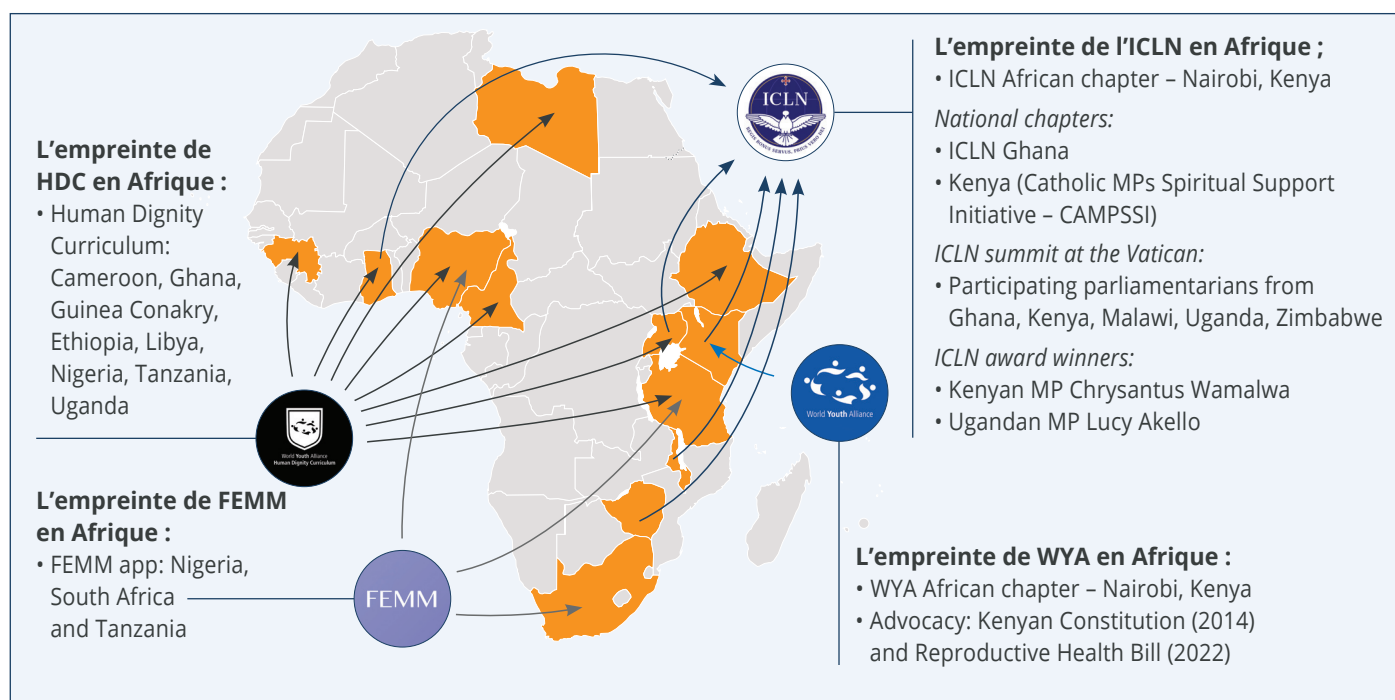 L'empreinte de
HDC en Afrique :
• Human Dignity
Curriculum:
Cameroon, Ghana,
Guinea Conakry,
Ethiopia, Libya,
Nigeria, Tanzania,
Uganda
World Youth Alliance
Human Dignity Curriculum
L'empreinte de FEMM
en Afrique :
• FEMM app: Nigeria,
South Africa
and Tanzania
FEMM
ICLN
L'empreinte de l'ICLN en Afrique ;
• ICLN African chapter – Nairobi, Kenya
National chapters:
• ICLN Ghana
• Kenya (Catholic MPs Spiritual Support
Initiative – CAMPSSI)
ICLN summit at the Vatican:
• Participating parliamentarians from
Ghana, Kenya, Malawi, Uganda, Zimbabwe
ICLN award winners:
• Kenyan MP Chrysantus Wamalwa
• Ugandan MP Lucy Akello
World Youth Alliance
L'empreinte de WYA en Afrique :
• WYA African chapter – Nairobi, Kenya
• Advocacy: Kenyan Constitution (2014)
and Reproductive Health Bill (2022)